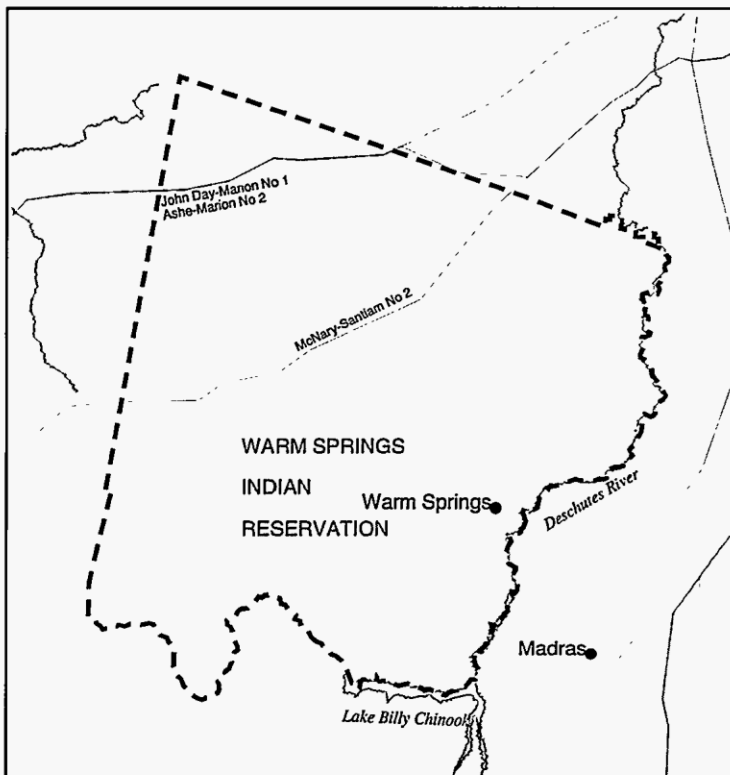 John Day-Marion No 1
Ashe-Marion No 2
McNary-Santiam No 2
WARM SPRINGS
INDIAN
RESERVATION
Warm Springs
Deschutes River
Madras
Lake Billy Chinook